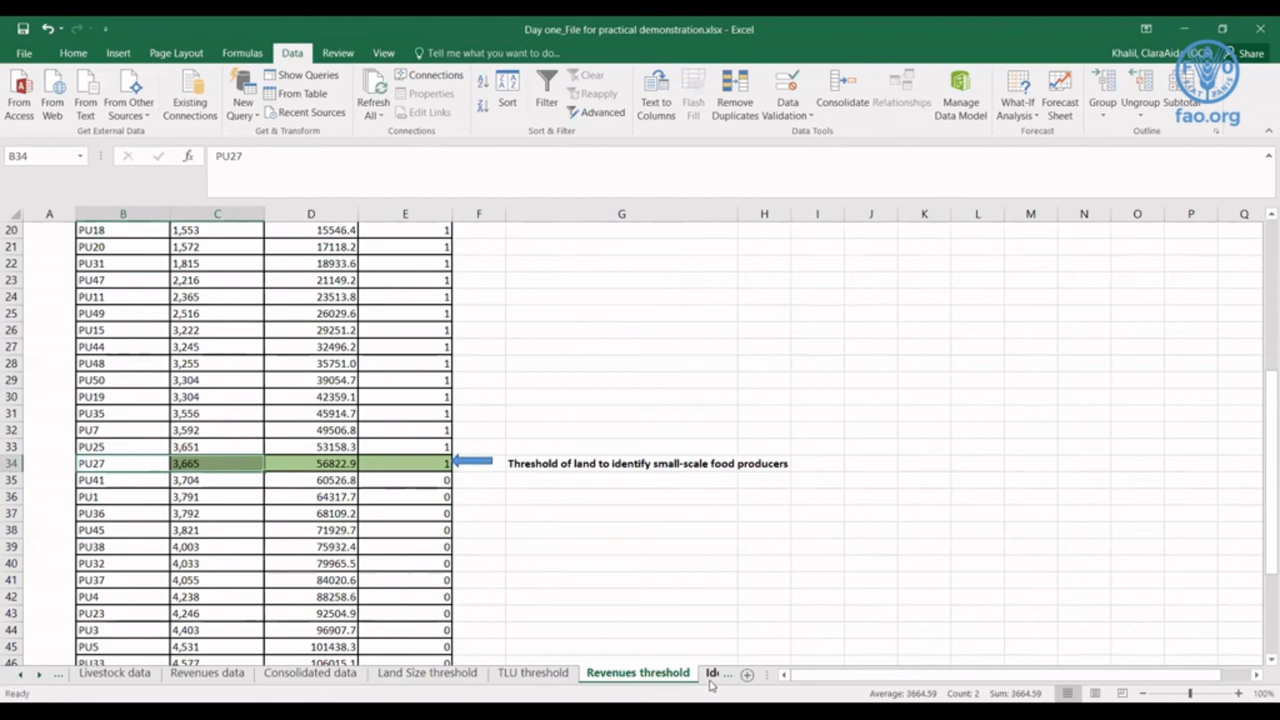 Day one_File for practical demonstration.xlsx - Excel
File Home Insert Page Layout Formulas Data Review View Tell me what you want to do... Khalil, ClaraAida Share
From Access From Web From Text From Other Sources Existing Connections New Query Show Queries From Table Recent Sources Refresh All Connections Properties Edit Links Sort Filter Clear Reapply Advanced Text to Columns Flash Fill Remove Duplicates Data Validation Consolidate Relationships Manage Data Model What-If Analysis Forecast Sheet Group Ungroup Subtotal
Get External Data Get & Transform Connections Sort & Filter Data Tools Forecast Outline
FAO
FIAT PANIS
fao.org
B34 fx PU27
A B C D E F G H I J K L M N O P Q
20 PU18 1,553 15546.4 1
21 PU20 1,572 17118.2 1
22 PU31 1,815 18933.6 1
23 PU47 2,216 21149.2 1
24 PU11 2,365 23513.8 1
25 PU49 2,516 26029.6 1
26 PU15 3,222 29251.2 1
27 PU44 3,245 32496.2 1
28 PU48 3,255 35751.0 1
29 PU50 3,304 39054.7 1
30 PU19 3,304 42359.1 1
31 PU35 3,556 45914.7 1
32 PU7 3,592 49506.8 1
33 PU25 3,651 53158.3 1
34 PU27 3,665 56822.9 1 Threshold of land to identify small-scale food producers
35 PU41 3,704 60526.8 0
36 PU1 3,791 64317.7 0
37 PU36 3,792 68109.2 0
38 PU45 3,821 71929.7 0
39 PU38 4,003 75932.4 0
40 PU32 4,033 79965.5 0
41 PU37 4,055 84020.6 0
42 PU4 4,238 88258.6 0
43 PU23 4,246 92504.9 0
44 PU3 4,403 96907.7 0
45 PU5 4,531 101438.3 0
46 PU33 4,577 106015.1 0
... Livestock data Revenues data Consolidated data Land Size threshold TLU threshold Revenues threshold Ide ...
Ready Average: 3664.59 Count: 2 Sum: 3664.59 100%